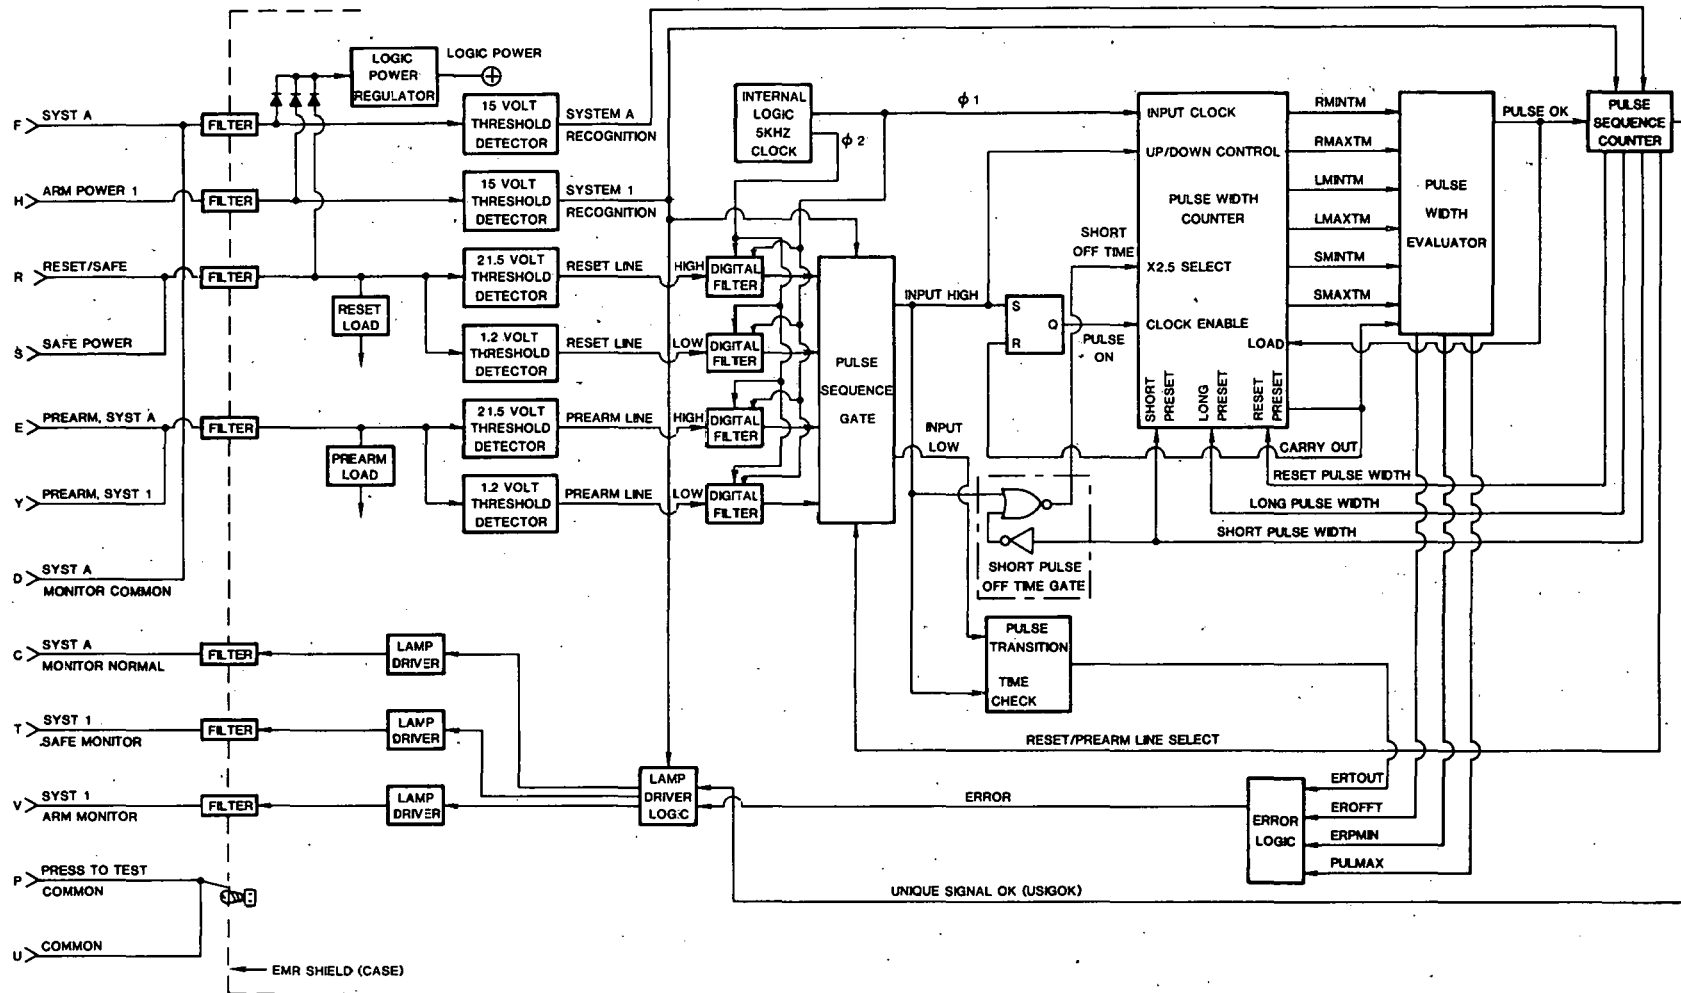 LOGIC POWER REGULATOR
LOGIC POWER
F
SYST A
FILTER
15 VOLT THRESHOLD DETECTOR
SYSTEM A RECOGNITION
H
ARM POWER 1
FILTER
15 VOLT THRESHOLD DETECTOR
SYSTEM 1 RECOGNITION
R
RESET/SAFE
FILTER
RESET LOAD
21.5 VOLT THRESHOLD DETECTOR
RESET LINE HIGH
DIGITAL FILTER
S
SAFE POWER
1.2 VOLT THRESHOLD DETECTOR
RESET LINE LOW
DIGITAL FILTER
E
PREARM, SYST A
FILTER
PREARM LOAD
21.5 VOLT THRESHOLD DETECTOR
PREARM LINE HIGH
DIGITAL FILTER
Y
PREARM, SYST 1
1.2 VOLT THRESHOLD DETECTOR
PREARM LINE LOW
DIGITAL FILTER
D
SYST A
MONITOR COMMON
C
SYST A
MONITOR NORMAL
FILTER
LAMP DRIVER
T
SYST 1
SAFE MONITOR
FILTER
LAMP DRIVER
V
SYST 1
ARM MONITOR
FILTER
LAMP DRIVER
P
PRESS TO TEST
COMMON
U
COMMON
EMR SHIELD (CASE)
INTERNAL LOGIC 5KHZ CLOCK
ϕ 1
ϕ 2
PULSE SEQUENCE GATE
INPUT HIGH
INPUT LOW
S
R
Q
PULSE ON
SHORT OFF TIME
INPUT CLOCK
UP/DOWN CONTROL
PULSE WIDTH COUNTER
X2.5 SELECT
CLOCK ENABLE
LOAD
SHORT PRESET
LONG PRESET
RESET PRESET
RMINTM
RMAXTM
LMINTM
LMAXTM
SMINTM
SMAXTM
PULSE WIDTH EVALUATOR
PULSE OK
PULSE SEQUENCE COUNTER
CARRY OUT
RESET PULSE WIDTH
LONG PULSE WIDTH
SHORT PULSE WIDTH
SHORT PULSE OFF TIME GATE
PULSE TRANSITION TIME CHECK
RESET/PREARM LINE SELECT
LAMP DRIVER LOGIC
ERROR
ERROR LOGIC
ERTOUT
EROFFT
ERPMIN
PULMAX
UNIQUE SIGNAL OK (USIGOK)